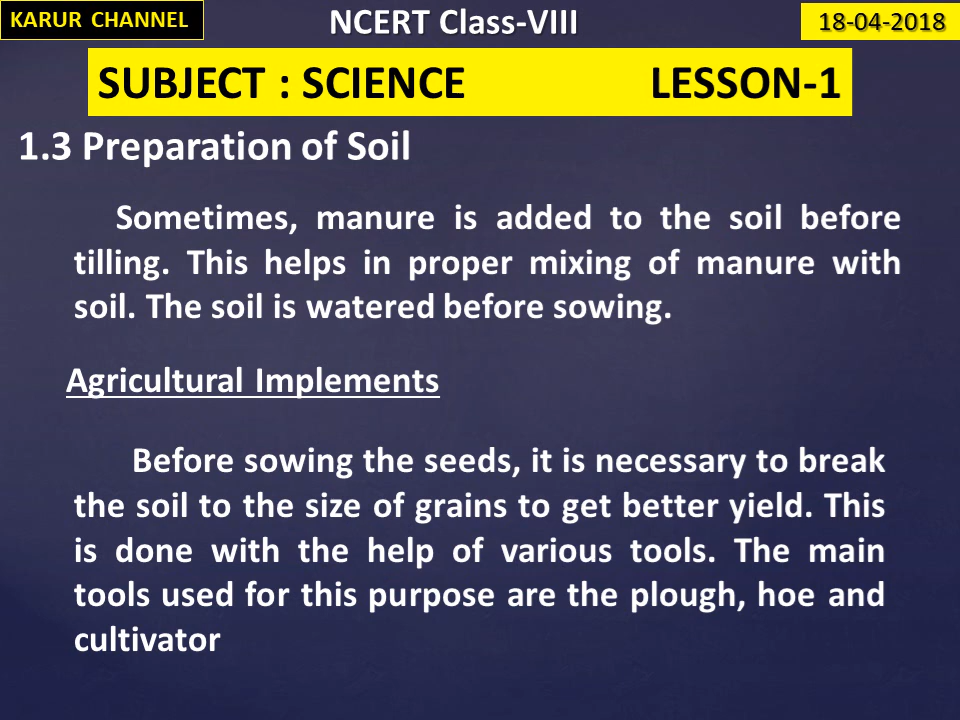 KARUR CHANNEL
NCERT Class-VIII
18-04-2018
SUBJECT : SCIENCE LESSON-1
1.3 Preparation of Soil
Sometimes, manure is added to the soil before
tilling. This helps in proper mixing of manure with
soil. The soil is watered before sowing.
Agricultural Implements
Before sowing the seeds, it is necessary to break
the soil to the size of grains to get better yield. This
is done with the help of various tools. The main
tools used for this purpose are the plough, hoe and
cultivator